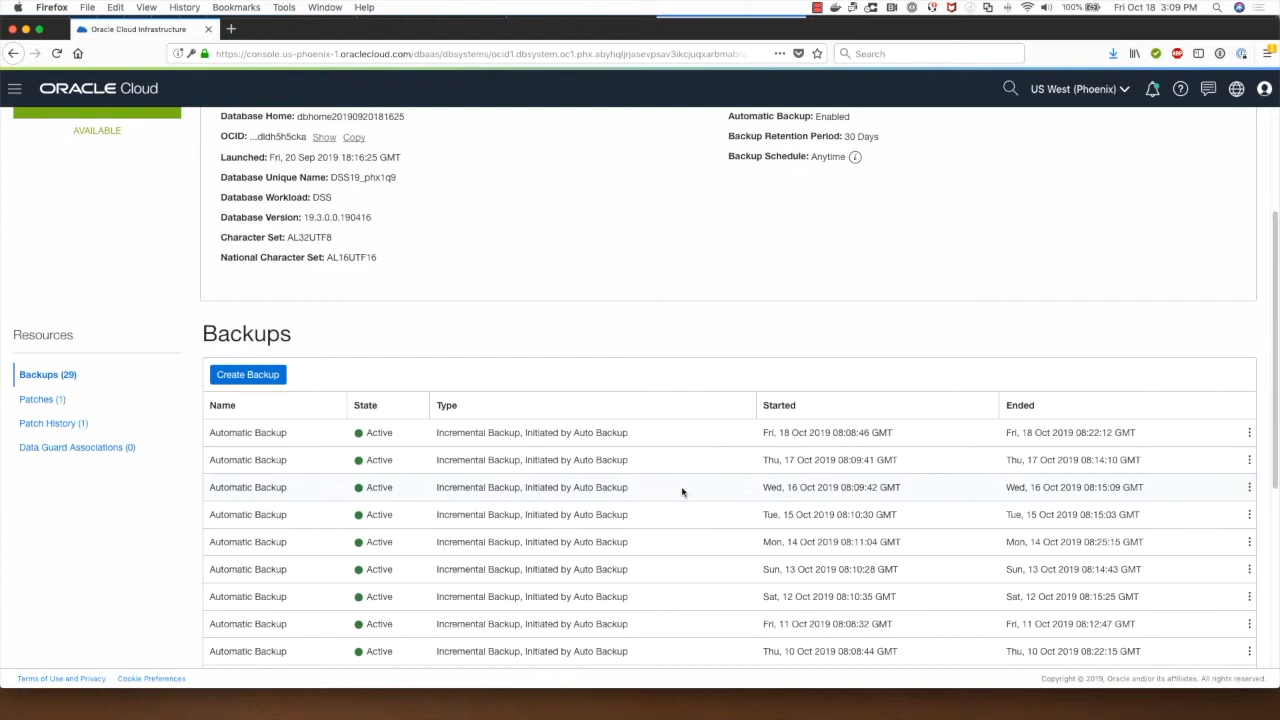 Firefox File Edit View History Bookmarks Tools Window Help 100% Fri Oct 18 3:09 PM
Oracle Cloud Infrastructure
https://console.us-phoenix-1.oraclecloud.com/dbaas/dbsystems/ocid1.dbsystem.oc1.phx. Search
ORACLE Cloud US West (Phoenix)
AVAILABLE
Database Home: dbhome20190920181625
OCID: ...dldh5h5cka Show Copy
Launched: Fri, 20 Sep 2019 18:16:25 GMT
Database Unique Name: DSS19_phx1q9
Database Workload: DSS
Database Version: 19.3.0.0.190416
Character Set: AL32UTF8
National Character Set: AL16UTF16
Automatic Backup: Enabled
Backup Retention Period: 30 Days
Backup Schedule: Anytime
Resources
Backups (29)
Patches (1)
Patch History (1)
Data Guard Associations (0)
Backups
Create Backup
Name State Type Started Ended
Automatic Backup Active Incremental Backup, Initiated by Auto Backup Fri, 18 Oct 2019 08:08:46 GMT Fri, 18 Oct 2019 08:22:12 GMT
Automatic Backup Active Incremental Backup, Initiated by Auto Backup Thu, 17 Oct 2019 08:09:41 GMT Thu, 17 Oct 2019 08:14:10 GMT
Automatic Backup Active Incremental Backup, Initiated by Auto Backup Wed, 16 Oct 2019 08:09:42 GMT Wed, 16 Oct 2019 08:15:09 GMT
Automatic Backup Active Incremental Backup, Initiated by Auto Backup Tue, 15 Oct 2019 08:10:30 GMT Tue, 15 Oct 2019 08:15:03 GMT
Automatic Backup Active Incremental Backup, Initiated by Auto Backup Mon, 14 Oct 2019 08:11:04 GMT Mon, 14 Oct 2019 08:25:15 GMT
Automatic Backup Active Incremental Backup, Initiated by Auto Backup Sun, 13 Oct 2019 08:10:28 GMT Sun, 13 Oct 2019 08:14:43 GMT
Automatic Backup Active Incremental Backup, Initiated by Auto Backup Sat, 12 Oct 2019 08:10:35 GMT Sat, 12 Oct 2019 08:15:25 GMT
Automatic Backup Active Incremental Backup, Initiated by Auto Backup Fri, 11 Oct 2019 08:08:32 GMT Fri, 11 Oct 2019 08:12:47 GMT
Automatic Backup Active Incremental Backup, Initiated by Auto Backup Thu, 10 Oct 2019 08:08:44 GMT Thu, 10 Oct 2019 08:22:15 GMT
Terms of Use and Privacy Cookie Preferences Copyright © 2019, Oracle and/or its affiliates. All rights reserved.